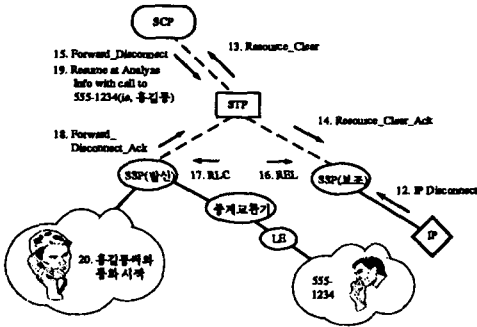 SCP
15. Forward_Disconnect
19. Resume at Analyze
Info with call to
555-1234(ie, 홍길동)
13. Resource_Clear
STP
14. Resource_Clear_Ack
18. Forward_
Disconnect_Ack
SSP(발신)
17. RLC
16. REL
SSP(보조)
12. IP Disconnect
중계교환기
IP
LE
20. 홍길동씨와
통화 시작
555-
1234